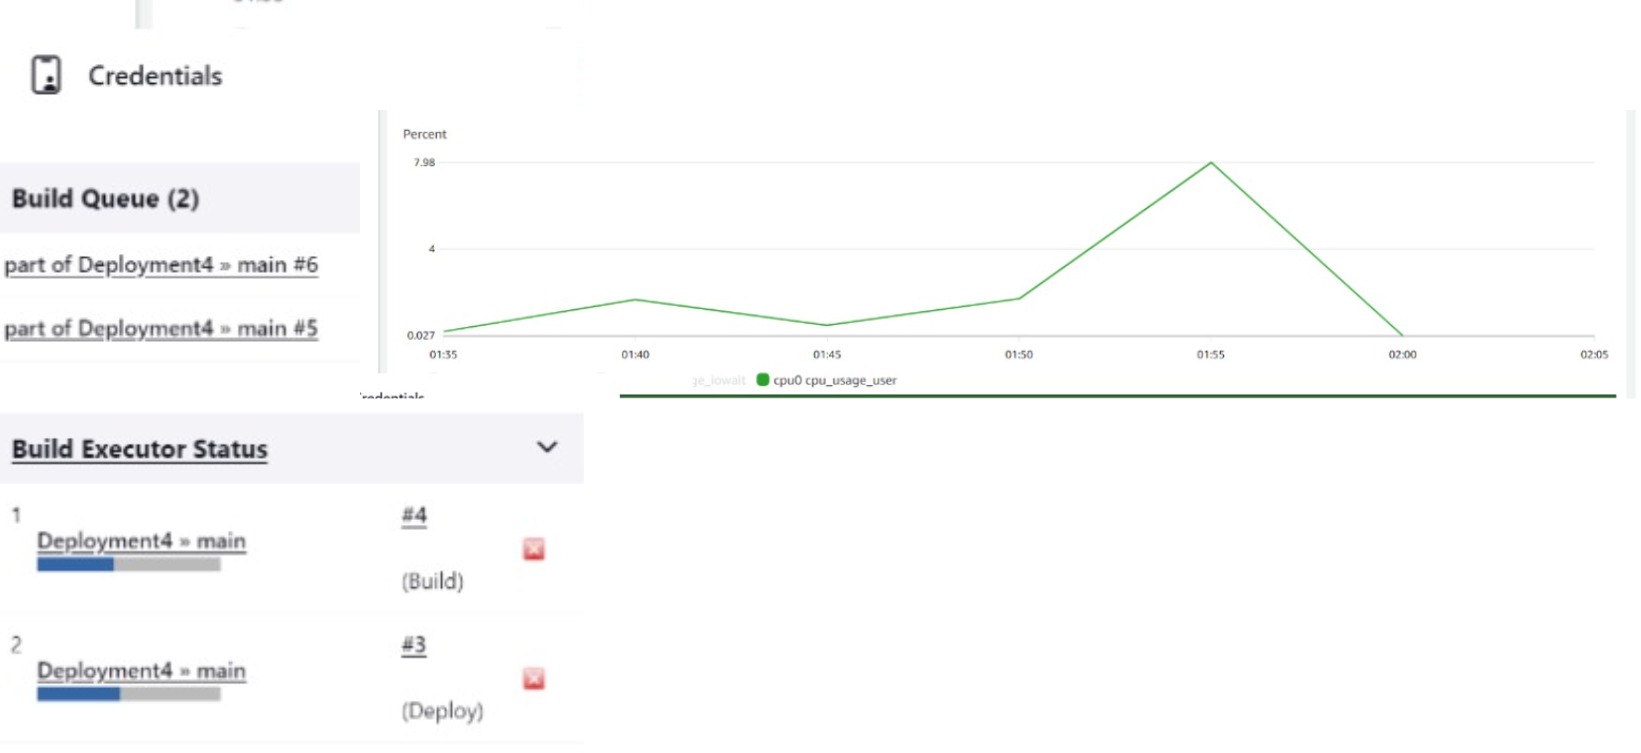 Credentials
Build Queue (2)
part of Deployment4 » main #6
part of Deployment4 » main #5
Percent
7.98
4
0.027
01:35 01:40 01:45 01:50 01:55 02:00 02:05
ge_iowait cpu0 cpu_usage_user
redentials
Build Executor Status
1
Deployment4 » main
#4
(Build)
2
Deployment4 » main
#3
(Deploy)